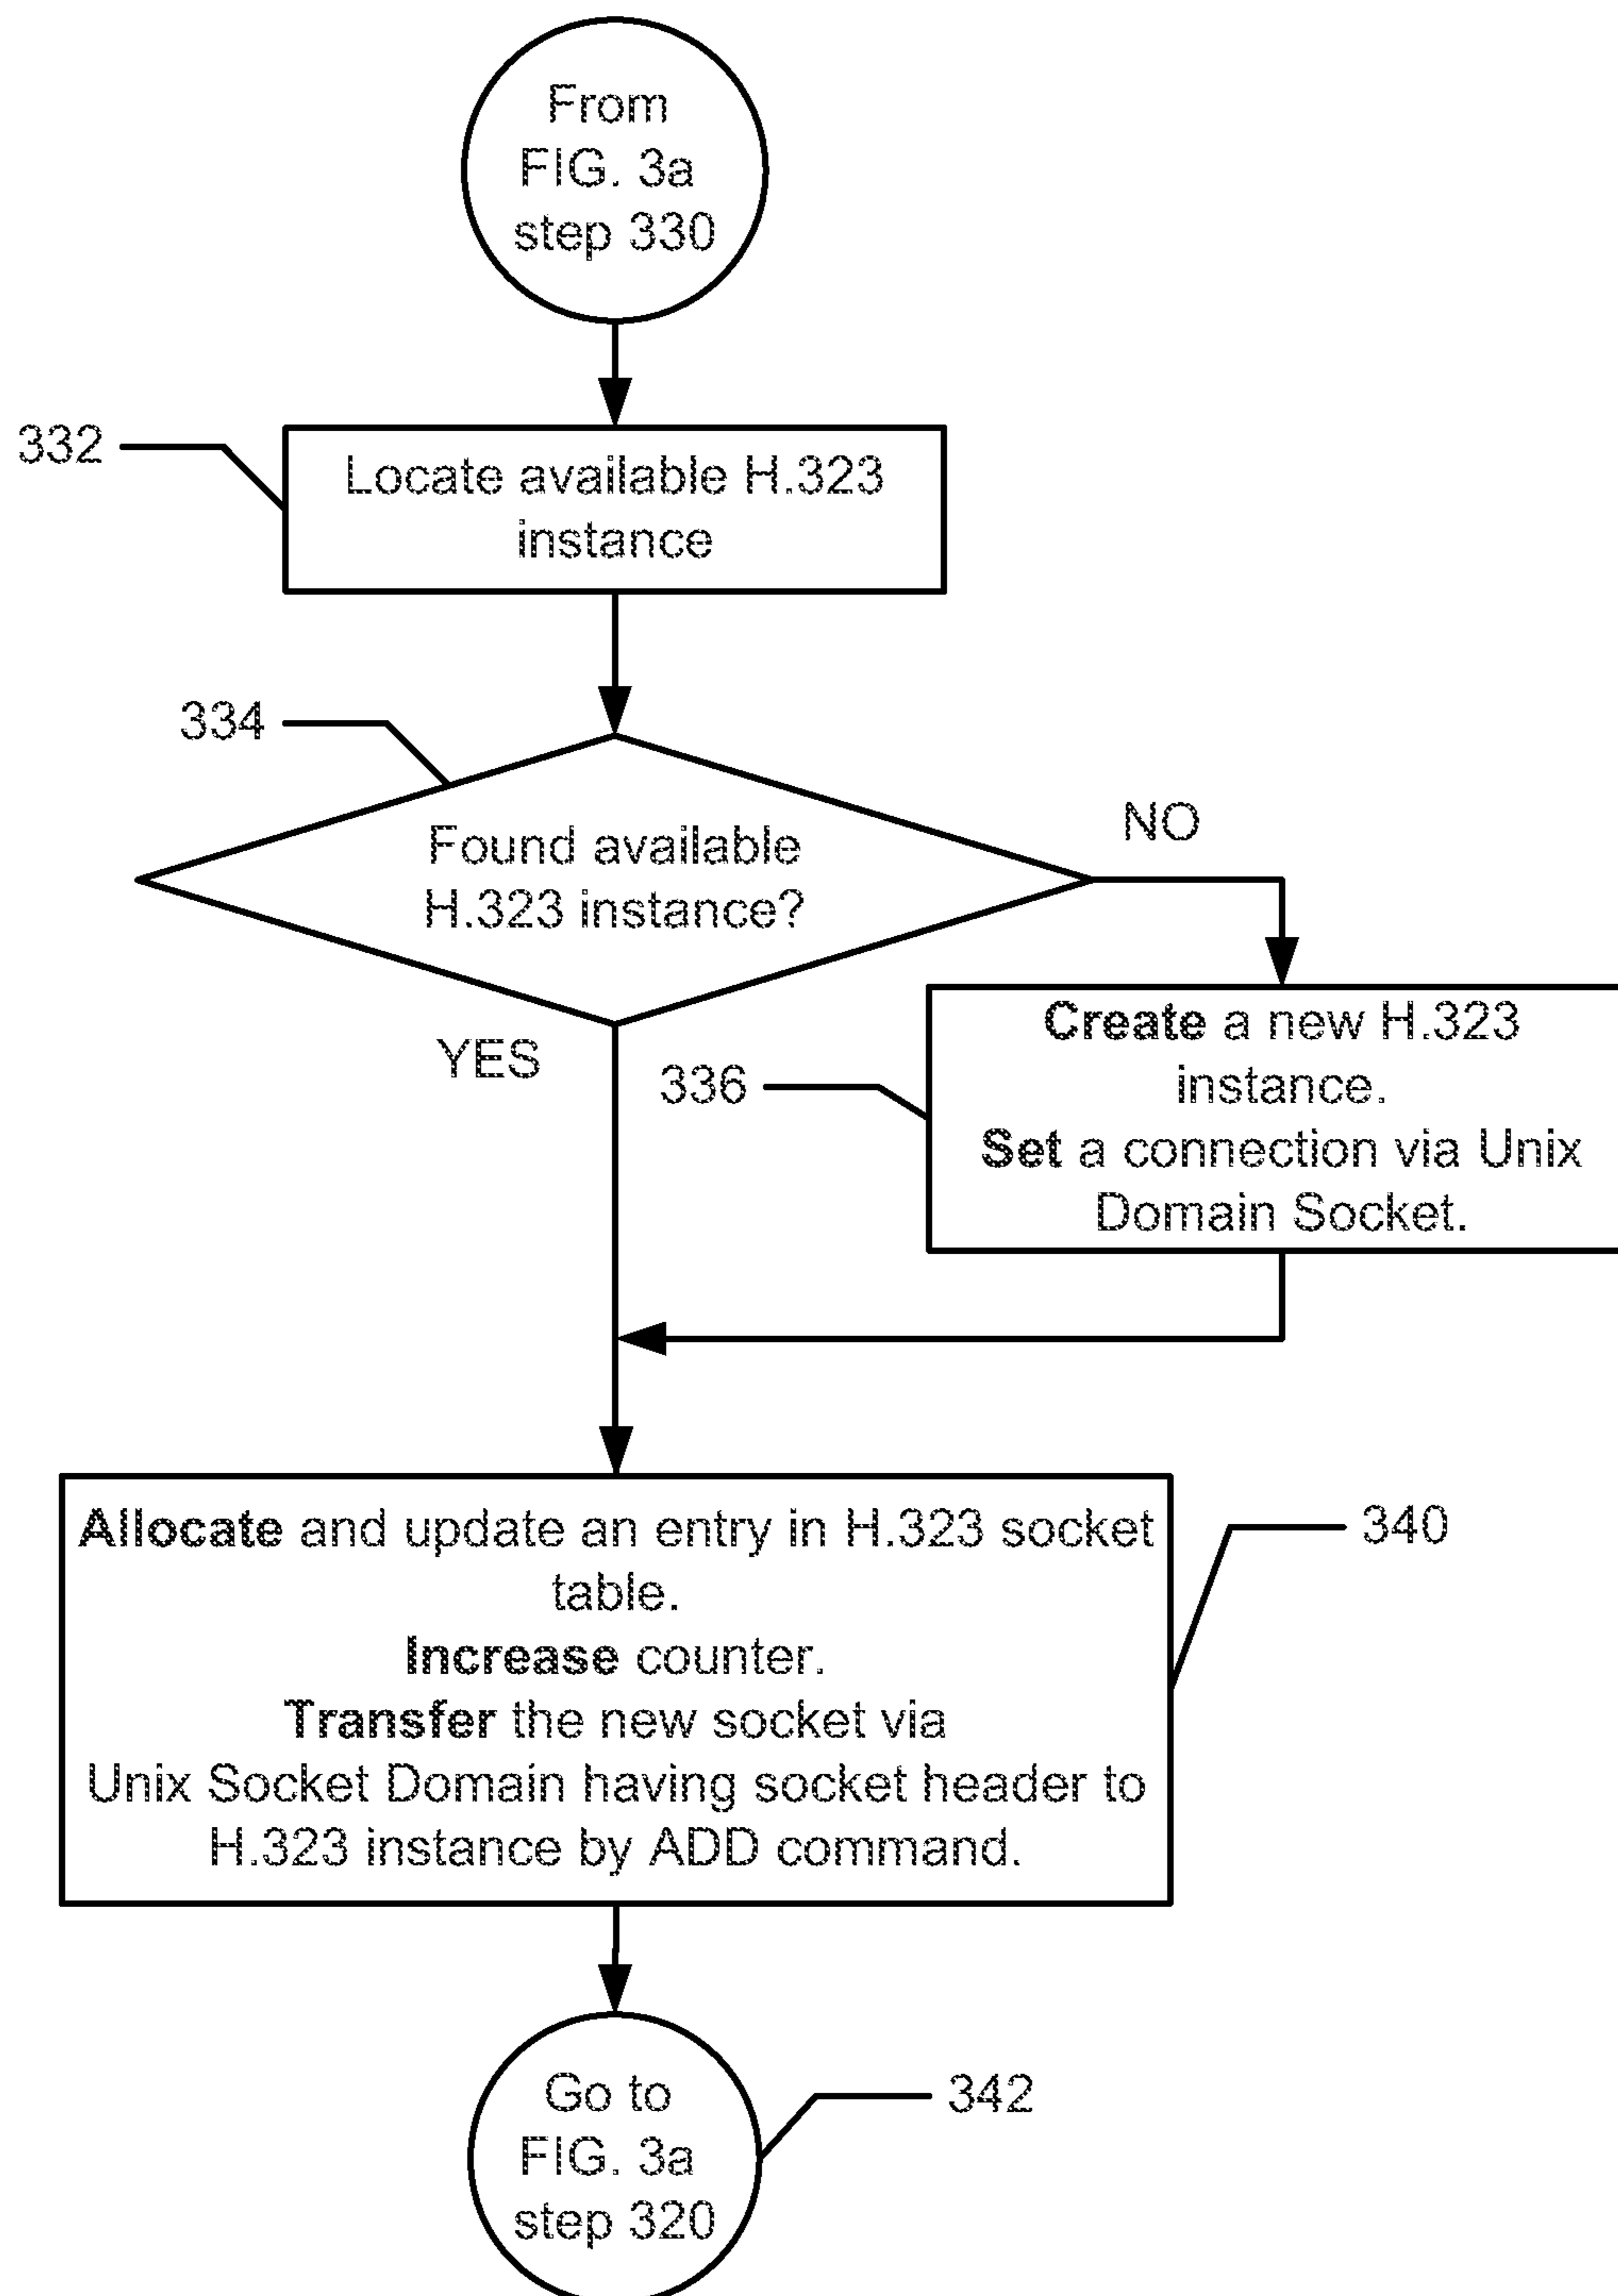 From
FIG. 3a
step 330
332
Locate available H.323
instance
334
Found available
H.323 instance?
NO
YES
336
Create a new H.323
instance.
Set a connection via Unix
Domain Socket.
Allocate and update an entry in H.323 socket
table.
Increase counter.
Transfer the new socket via
Unix Socket Domain having socket header to
H.323 instance by ADD command.
340
Go to
FIG. 3a
step 320
342